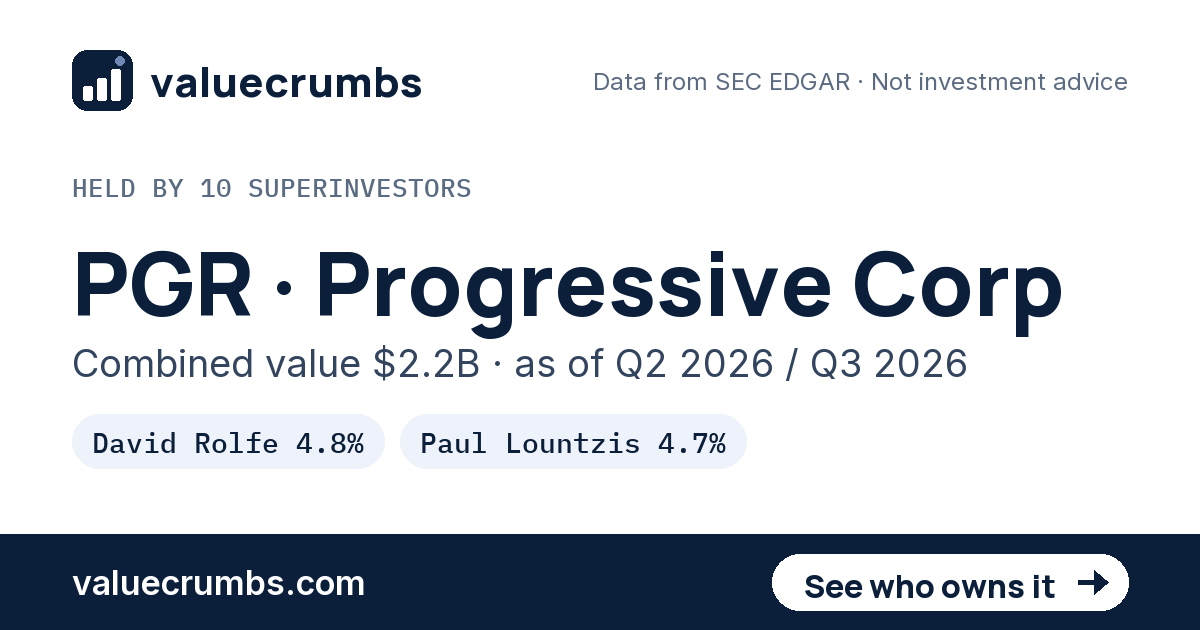 valuecrumbs
Data from SEC EDGAR · Not investment advice
HELD BY 10 SUPERINVESTORS
PGR · Progressive Corp
Combined value $2.2B · as of Q2 2026 / Q3 2026
David Rolfe 4.8%
Paul Lountzis 4.7%
valuecrumbs.com
See who owns it →